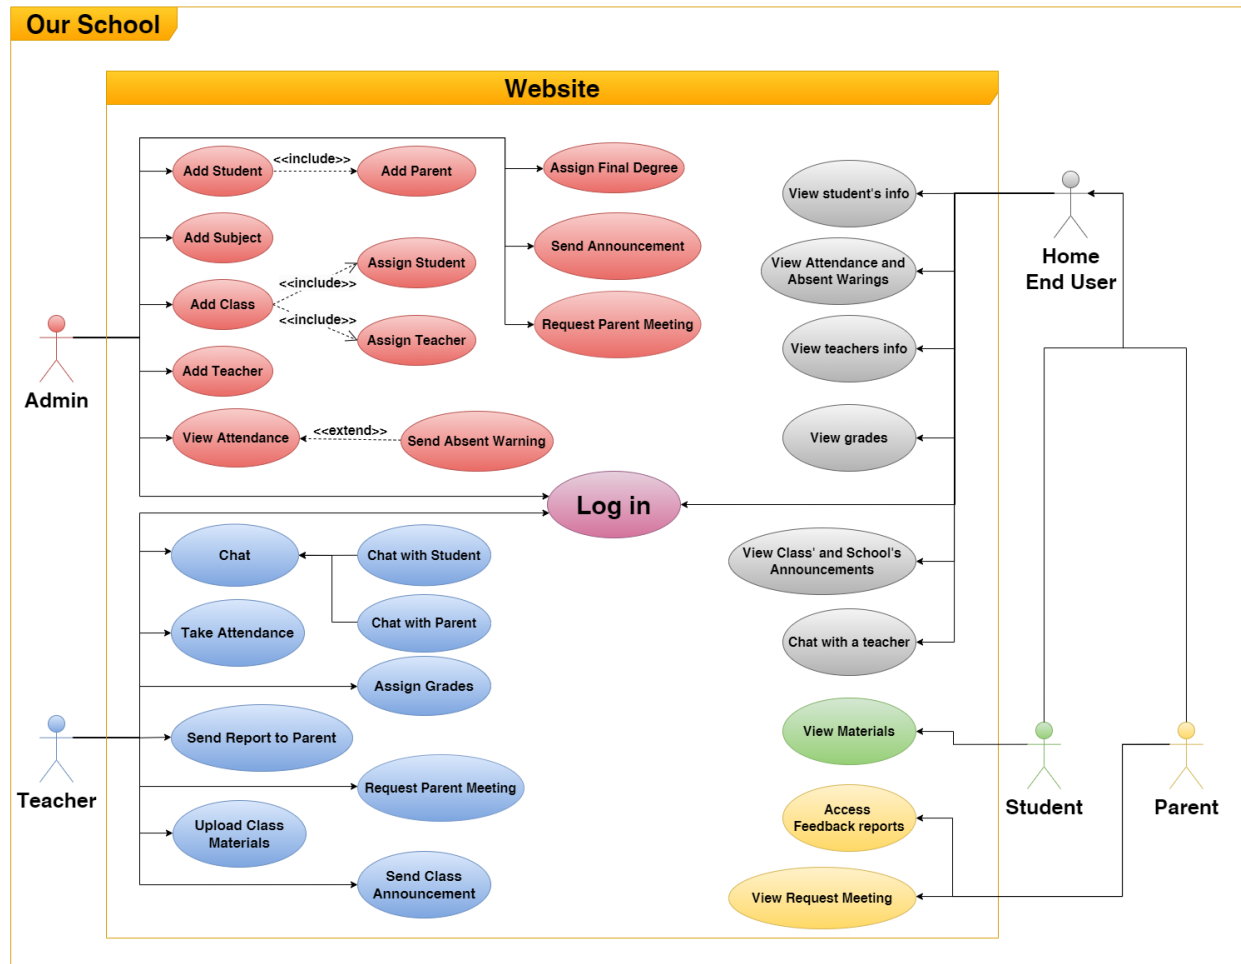 Our School
Website
Add Student
<<include>>
Add Parent
Assign Final Degree
Add Subject
Assign Student
Send Announcement
Add Class
<<include>>
<<include>>
Assign Teacher
Request Parent Meeting
Add Teacher
View Attendance
<<extend>>
Send Absent Warning
Admin
Log in
View student's info
View Attendance and
Absent Warings
View teachers info
View grades
View Class' and School's
Announcements
Chat with a teacher
Home
End User
Chat
Chat with Student
Chat with Parent
Take Attendance
Assign Grades
Send Report to Parent
Request Parent Meeting
Upload Class
Materials
Send Class
Announcement
Teacher
View Materials
Access
Feedback reports
View Request Meeting
Student
Parent